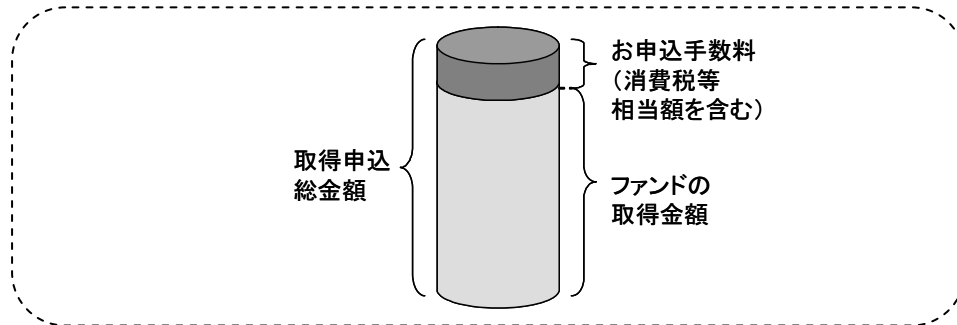 お申込手数料
（消費税等
相当額を含む）
取得申込
総金額
ファンドの
取得金額